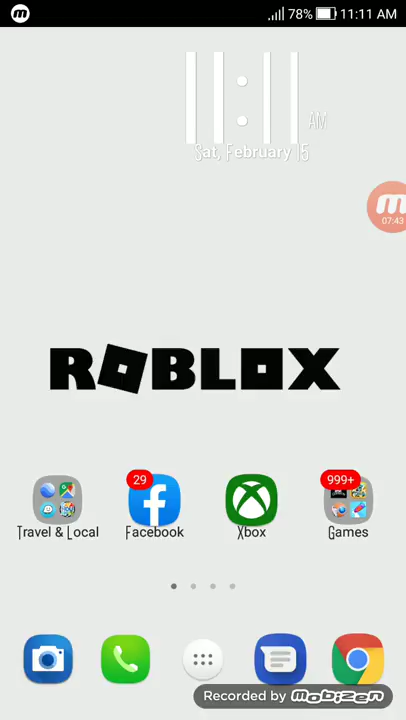 78% 11:11 AM
11:11 AM
Sat, February 15
07:43
ROBLOX
29
999+
Travel & Local Facebook Xbox Games
Recorded by mobizen